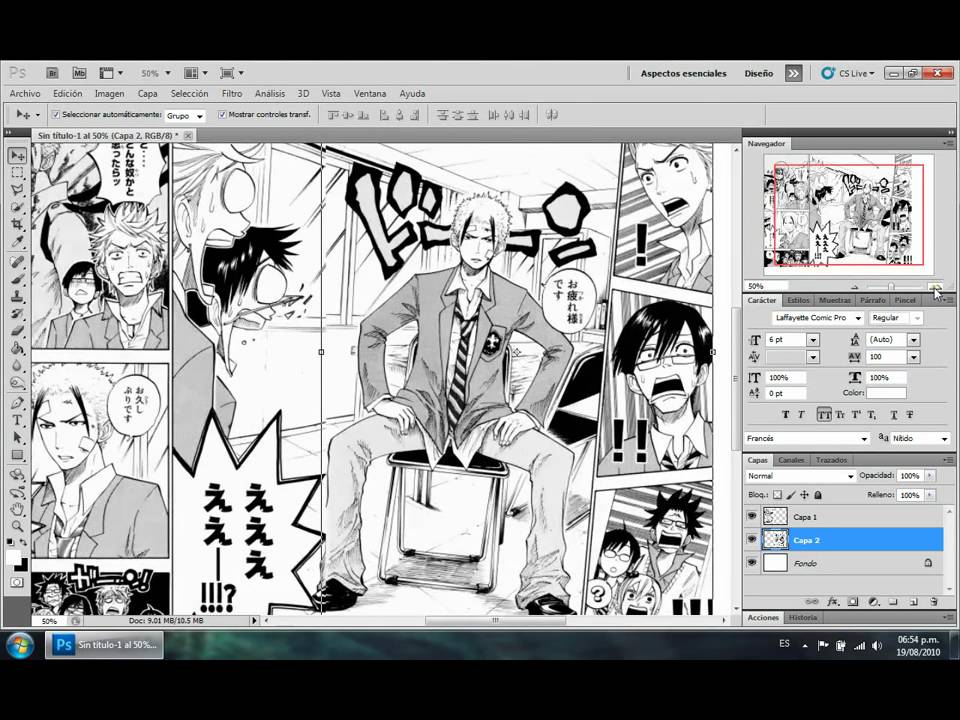 Ps
Br
Mb
50%
Aspectos esenciales
Diseño
CS Live
Archivo Edición Imagen Capa Selección Filtro Análisis 3D Vista Ventana Ayuda
Seleccionar automáticamente: Grupo Mostrar controles transf.
Sin título-1 al 50% (Capa 2, RGB/8) *
と‥‥
どんな奴かと
思ったらッ
お久し
ぶりです
ええええええー!!!?
ドーン
お疲れ様
です
!
!!
?
!!!
Navegador
50%
Carácter Estilos Muestras Párrafo Pincel
Laffayette Comic Pro Regular
6 pt (Auto)
100
100% 100%
0 pt Color:
Francés Nítido
Capas Canales Trazados
Normal Opacidad: 100%
Bloq.: Relleno: 100%
Capa 1
Capa 2
Fondo
50% Doc: 9.01 MB/10.5 MB
Acciones Historia
Ps Sin título-1 al 50%...
ES
06:54 p.m.
19/08/2010